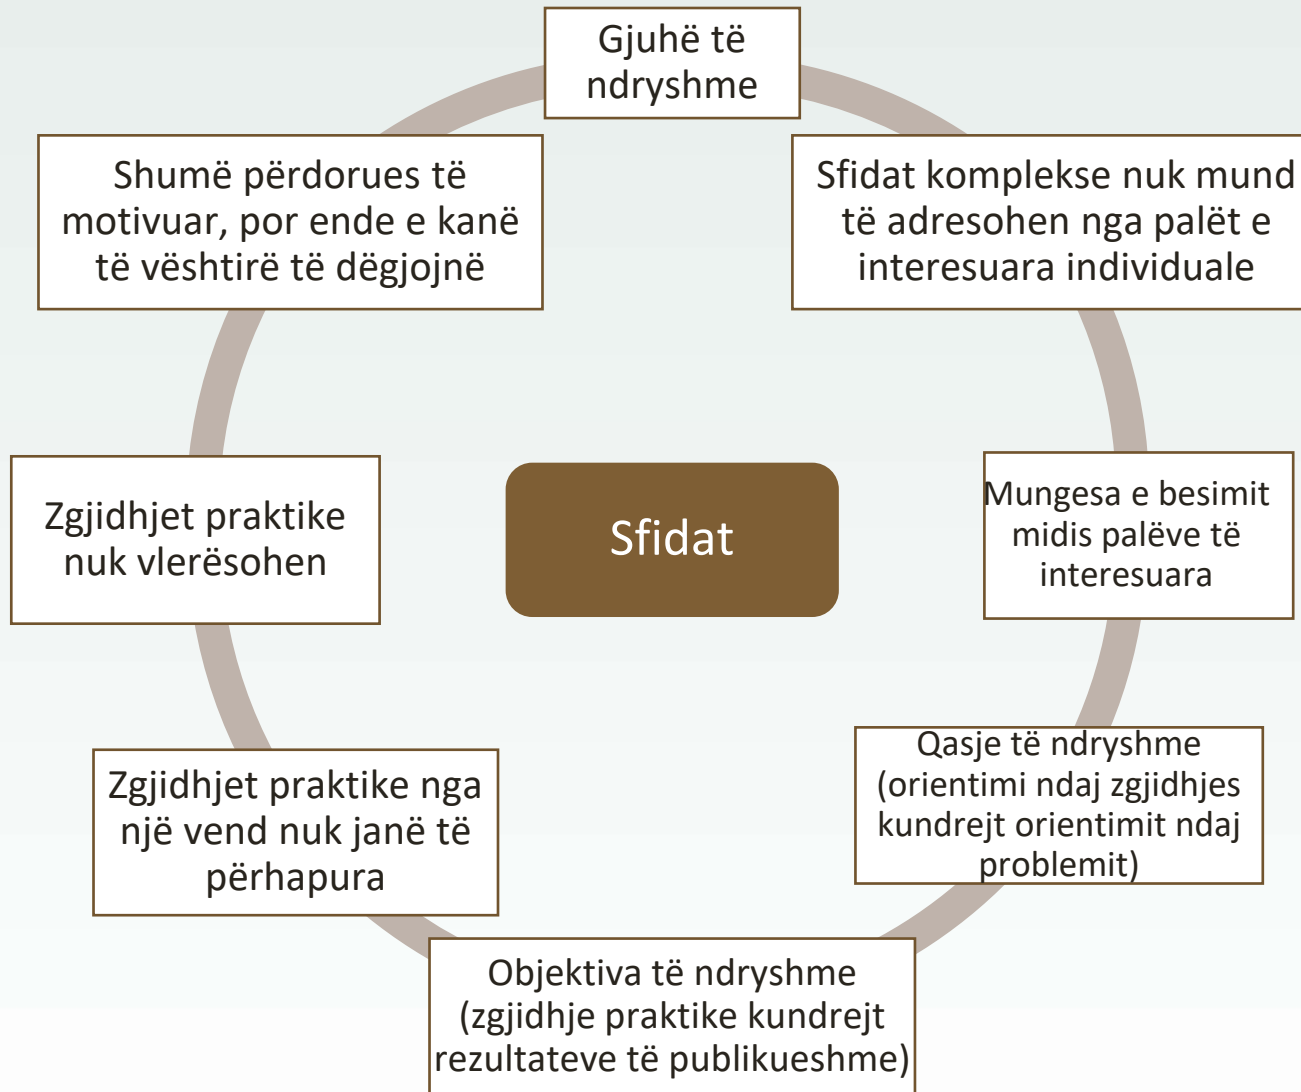 Gjuhë të
ndryshme
Sfidat komplekse nuk mund
të adresohen nga palët e
interesuara individuale
Mungesa e besimit
midis palëve të
interesuara
Qasje të ndryshme
(orientimi ndaj zgjidhjes
kundrejt orientimit ndaj
problemit)
Objektiva të ndryshme
(zgjidhje praktike kundrejt
rezultateve të publikueshme)
Zgjidhjet praktike nga
një vend nuk janë të
përhapura
Zgjidhjet praktike
nuk vlerësohen
Shumë përdorues të
motivuar, por ende e kanë
të vështirë të dëgjojnë
Sfidat